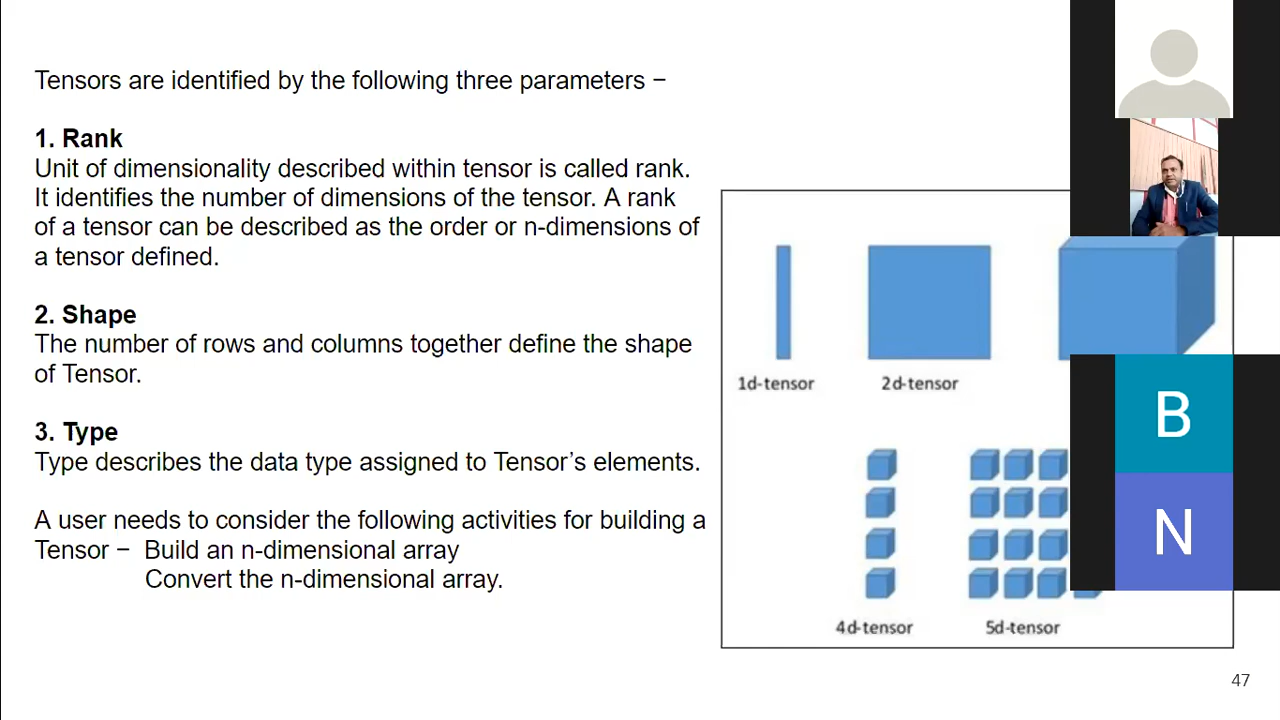 Tensors are identified by the following three parameters −
1. Rank
Unit of dimensionality described within tensor is called rank.
It identifies the number of dimensions of the tensor. A rank
of a tensor can be described as the order or n-dimensions of
a tensor defined.
2. Shape
The number of rows and columns together define the shape
of Tensor.
3. Type
Type describes the data type assigned to Tensor’s elements.
A user needs to consider the following activities for building a
Tensor − Build an n-dimensional array
Convert the n-dimensional array.
1d-tensor
2d-tensor
4d-tensor
5d-tensor
B
N
47